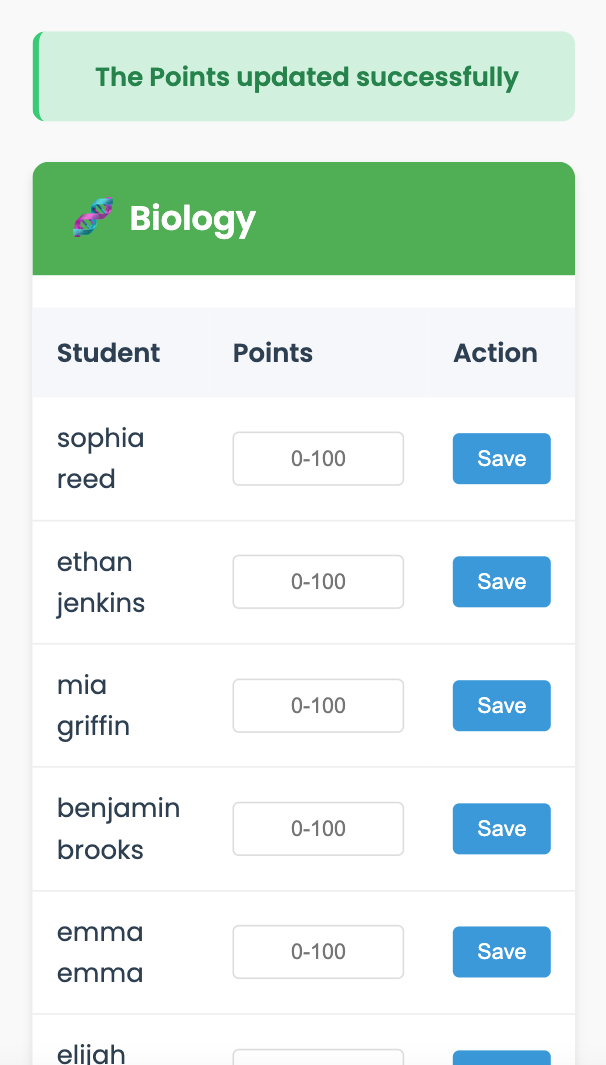 The Points updated successfully
Biology
Student Points Action
sophia
reed
0-100 Save
ethan
jenkins
0-100 Save
mia
griffin
0-100 Save
benjamin
brooks
0-100 Save
emma
emma
0-100 Save
elijah